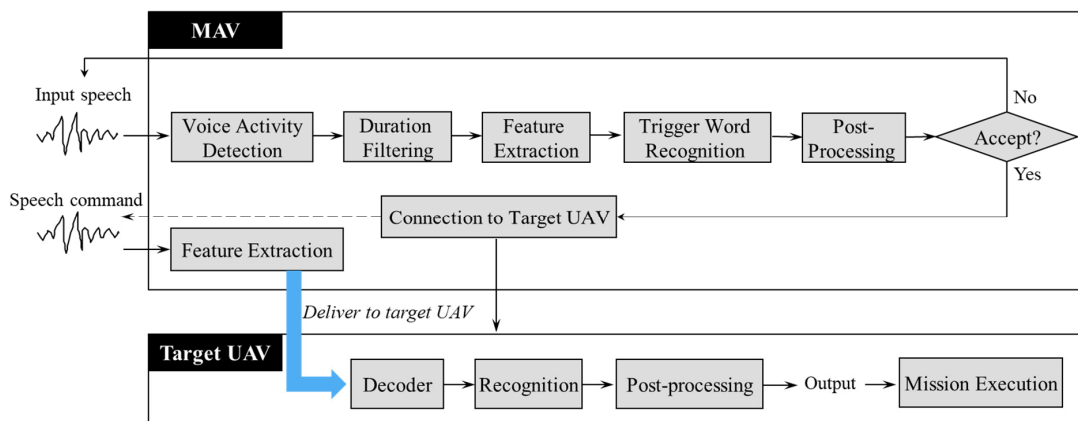 MAV
Input speech
No
Voice Activity
Detection
Duration
Filtering
Feature
Extraction
Trigger Word
Recognition
Post-
Processing
Accept?
Yes
Speech command
Connection to Target UAV
Feature Extraction
Deliver to target UAV
Target UAV
Decoder
Recognition
Post-processing
Output
Mission Execution